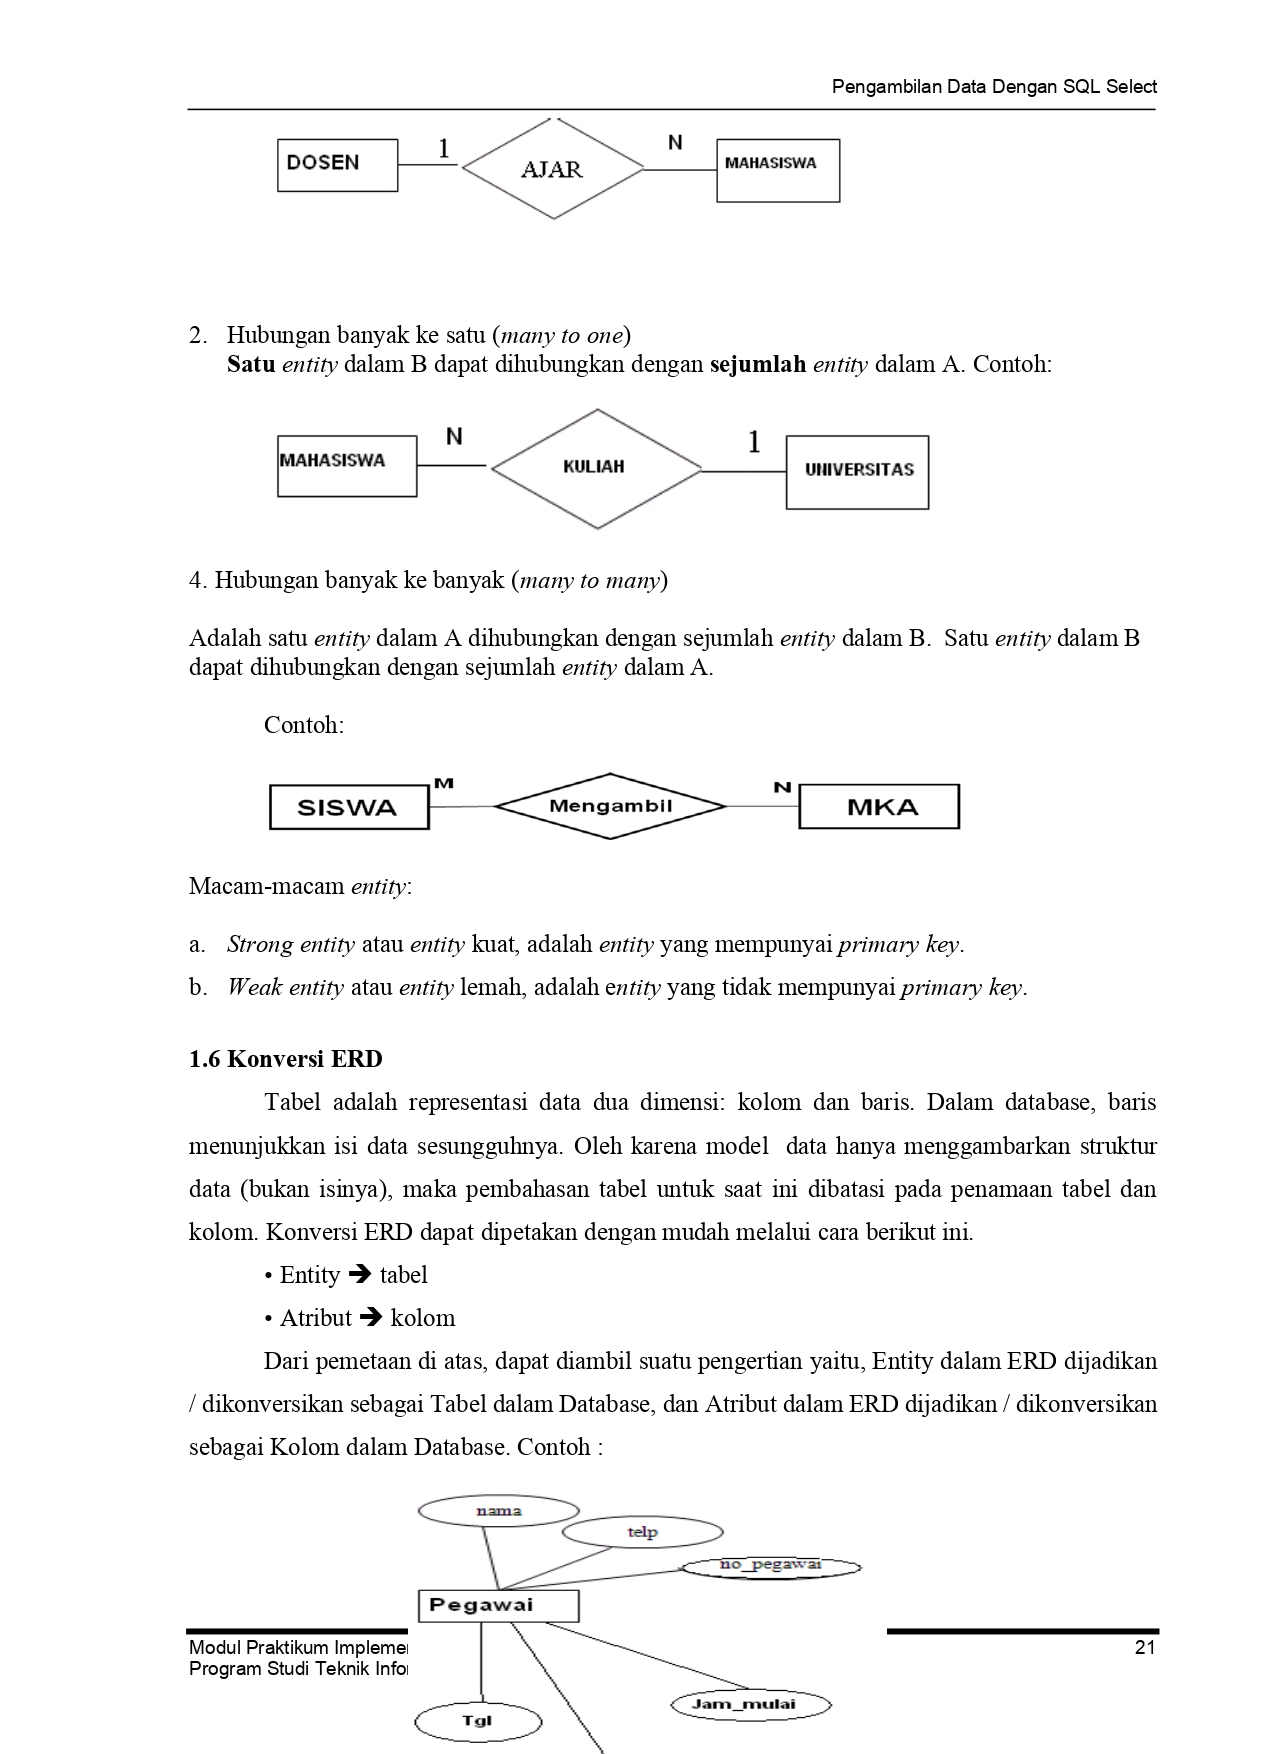 Pengambilan Data Dengan SQL Select
DOSEN 1 AJAR N MAHASISWA
2. Hubungan banyak ke satu (many to one)
Satu entity dalam B dapat dihubungkan dengan sejumlah entity dalam A. Contoh:
MAHASISWA N KULIAH 1 UNIVERSITAS
4. Hubungan banyak ke banyak (many to many)
Adalah satu entity dalam A dihubungkan dengan sejumlah entity dalam B. Satu entity dalam B
dapat dihubungkan dengan sejumlah entity dalam A.
Contoh:
SISWA M Mengambil N MKA
Macam-macam entity:
a. Strong entity atau entity kuat, adalah entity yang mempunyai primary key.
b. Weak entity atau entity lemah, adalah entity yang tidak mempunyai primary key.
1.6 Konversi ERD
Tabel adalah representasi data dua dimensi: kolom dan baris. Dalam database, baris
menunjukkan isi data sesungguhnya. Oleh karena model data hanya menggambarkan struktur
data (bukan isinya), maka pembahasan tabel untuk saat ini dibatasi pada penamaan tabel dan
kolom. Konversi ERD dapat dipetakan dengan mudah melalui cara berikut ini.
• Entity ➔ tabel
• Atribut ➔ kolom
Dari pemetaan di atas, dapat diambil suatu pengertian yaitu, Entity dalam ERD dijadikan
/ dikonversikan sebagai Tabel dalam Database, dan Atribut dalam ERD dijadikan / dikonversikan
sebagai Kolom dalam Database. Contoh :
nama
telp
no_pegawai
Pegawai
Modul Praktikum Impleme 21
Program Studi Teknik Info
Jam_mulai
Tgl